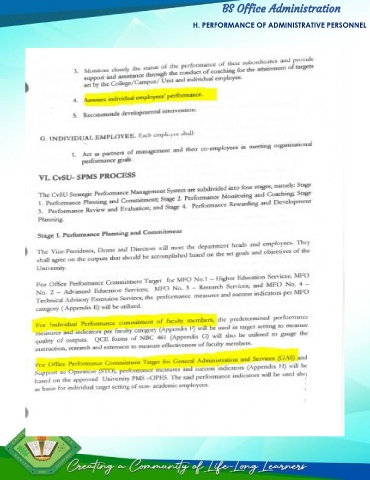 BS Office Administration
H. PERFORMANCE OF ADMINISTRATIVE PERSONNEL
3. Monitors closely the status of the performance of their subordinates and provide
support and assistance through the conduct of coaching for the attainment of targets
set by the College/Campus/ Unit and individual employee.
4. Assesses individual employees' performance.
5. Recommends developmental intervention.
G. INDIVIDUAL EMPLOYEE. Each employee shall
1. Act as partners of management and their co-employees in meeting organizational
performance goals.
VI. CvSU- SPMS PROCESS
The CvSU Strategic Performance Management System are subdivided into four stages, namely: Stage
1. Performance Planning and Commitment; Stage 2. Performance Monitoring and Coaching; Stage
3. Performance Review and Evaluation; and Stage 4. Performance Rewarding and Development
Planning.
Stage 1. Performance Planning and Commitment
The Vice-Presidents, Deans and Directors will meet the department heads and employees. They
shall agree on the outputs that should be accomplished based on the set goals and objectives of the
University.
For Office Performance Commitment Target for MFO No.1 – Higher Education Services; MFO
No. 2 – Advanced Education Services; MFO No. 3 – Research Services; and MFO No. 4 –
Technical Advisory Extension Services, the performance measure and success indicators per MFO
category ( Appendix E) will be utilized.
For Individual Performance commitment of faculty members, the predetermined performance
measures and indicators per faculty category (Appendix F) will be used in target setting to measure
quality of outputs. QCE forms of NBC 461 (Appendix G) will also be utilized to gauge the
instruction, research and extension to measure effectiveness of faculty members.
For Office Performance Commitment Target for General Administration and Services (GAS) and
Support to Operation (STO), performance measures and success indicators (Appendix H) will be
based on the approved University PMS –OPES. The said performance indicators will be used also
as basis for individual target setting of non- academic employees.
Creating a Community of Life-Long Learners